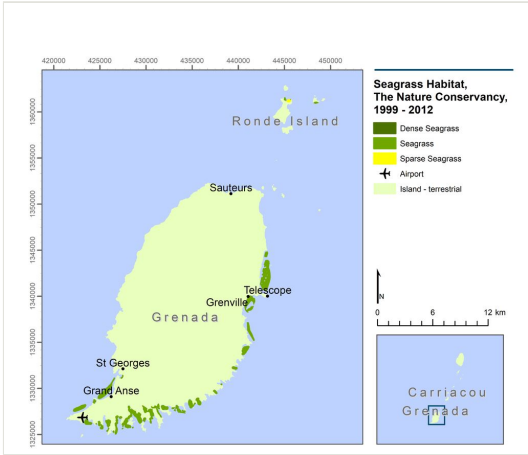 420000 425000 430000 435000 440000 445000 450000
1360000
1355000
1350000
1345000
1340000
1335000
1330000
1325000
Ronde Island
Sauteurs
Telescope
Grenville
Grenada
St Georges
Grand Anse
Seagrass Habitat,
The Nature Conservancy,
1999 - 2012
Dense Seagrass
Seagrass
Sparse Seagrass
Airport
Island - terrestrial
N
0 6 12 km
Carriacou
Grenada